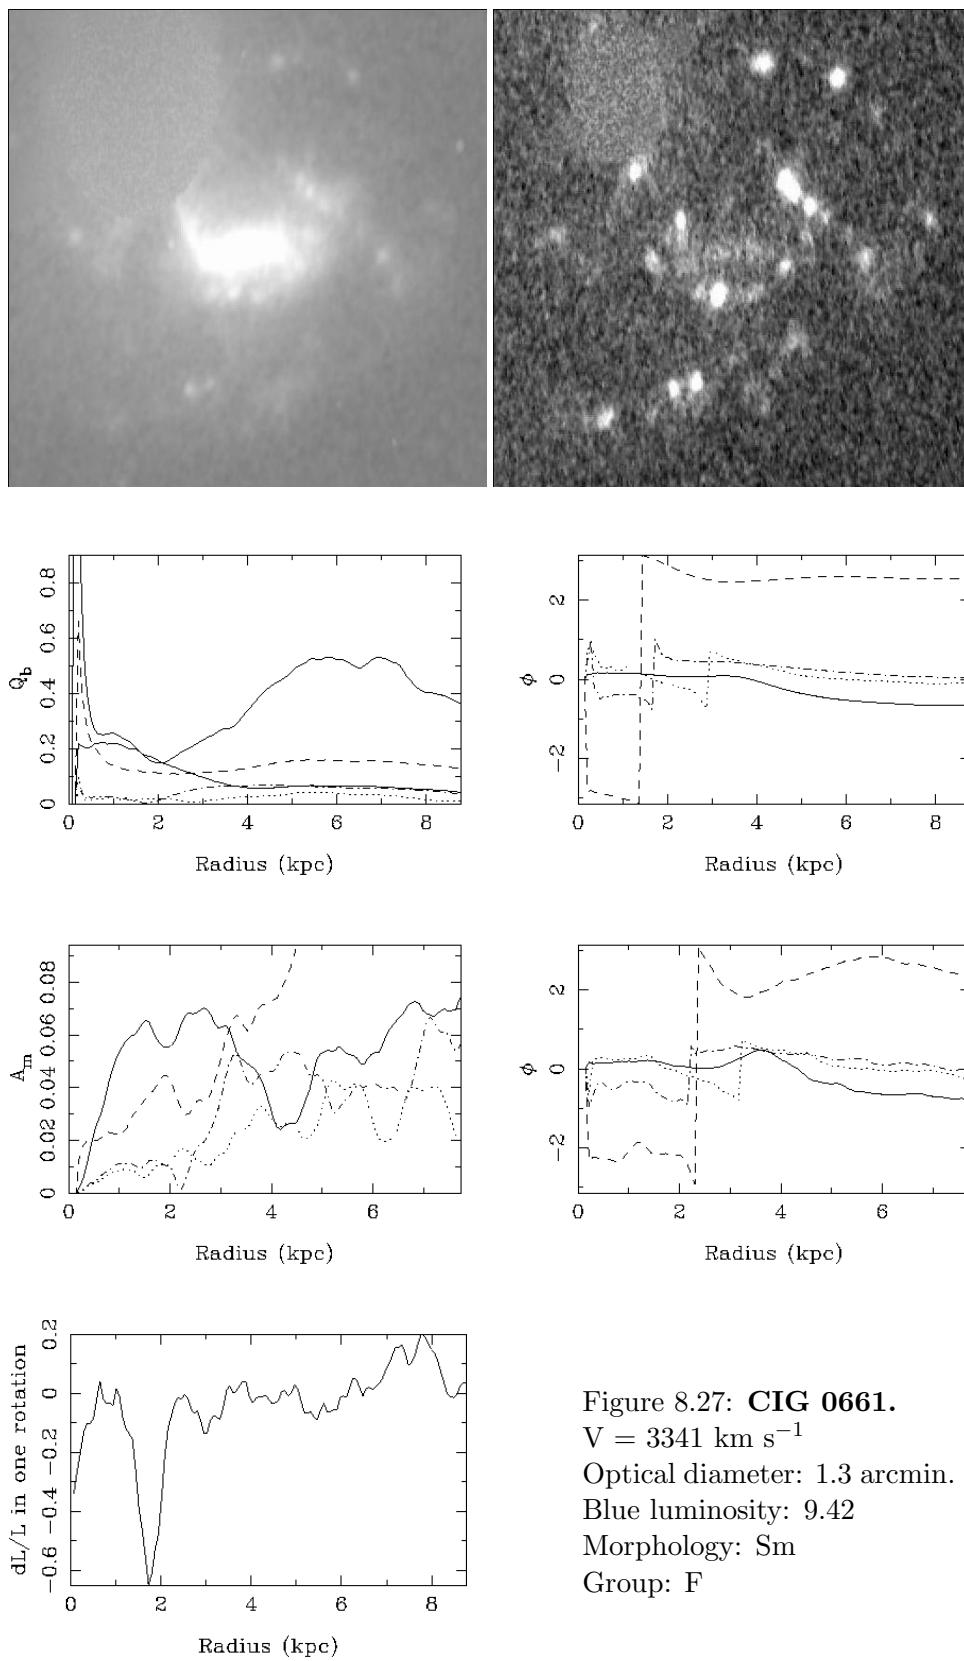 0.8
0.6
0.4
0.2
0
Q_b
0 2 4 6 8
Radius (kpc)
2
0
−2
ϕ
0 2 4 6 8
Radius (kpc)
0.08
0.06
0.04
0.02
0
A_m
0 2 4 6
Radius (kpc)
2
0
−2
ϕ
0 2 4 6
Radius (kpc)
0.2
0
−0.2
−0.4
−0.6
dL/L in one rotation
0 2 4 6 8
Radius (kpc)
Figure 8.27: CIG 0661.
V = 3341 km s⁻¹
Optical diameter: 1.3 arcmin.
Blue luminosity: 9.42
Morphology: Sm
Group: F